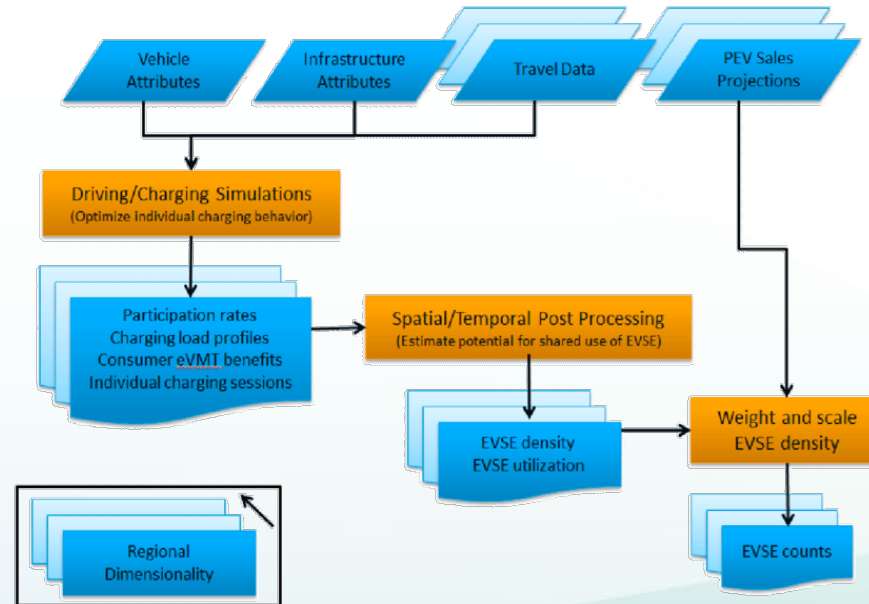 Vehicle
Attributes
Infrastructure
Attributes
Travel Data
PEV Sales
Projections
Driving/Charging Simulations
(Optimize individual charging behavior)
Participation rates
Charging load profiles
Consumer eVMT benefits
Individual charging sessions
Spatial/Temporal Post Processing
(Estimate potential for shared use of EVSE)
EVSE density
EVSE utilization
Weight and scale
EVSE density
EVSE counts
Regional
Dimensionality